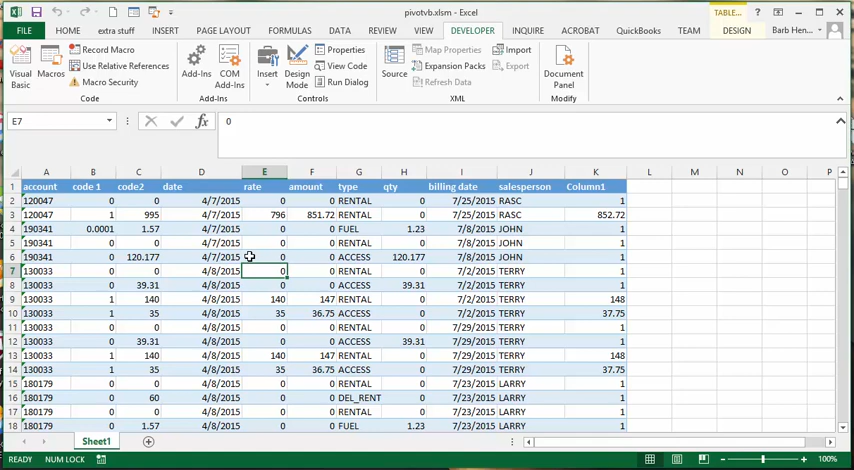 pivotvb.xlsm - Excel
TABLE...
Barb Hen...
FILE HOME extra stuff INSERT PAGE LAYOUT FORMULAS DATA REVIEW VIEW DEVELOPER INQUIRE ACROBAT QuickBooks TEAM DESIGN
Visual Basic
Macros
Record Macro
Use Relative References
Macro Security
Code
Add-Ins
COM Add-Ins
Add-Ins
Insert
Design Mode
Properties
View Code
Run Dialog
Controls
Source
Map Properties
Expansion Packs
Refresh Data
Import
Export
XML
Document Panel
Modify
E7 fx 0
A B C D E F G H I J K L M N O P
1 account code 1 code2 date rate amount type qty billing date salesperson Column1
2 120047 0 0 4/7/2015 0 0 RENTAL 0 7/25/2015 RASC 1
3 120047 1 995 4/7/2015 796 851.72 RENTAL 0 7/25/2015 RASC 852.72
4 190341 0.0001 1.57 4/7/2015 0 0 FUEL 1.23 7/8/2015 JOHN 1
5 190341 0 0 4/7/2015 0 0 RENTAL 0 7/8/2015 JOHN 1
6 190341 0 120.177 4/7/2015 0 0 ACCESS 120.177 7/8/2015 JOHN 1
7 130033 0 0 4/8/2015 0 0 RENTAL 0 7/2/2015 TERRY 1
8 130033 0 39.31 4/8/2015 0 0 ACCESS 39.31 7/2/2015 TERRY 1
9 130033 1 140 4/8/2015 140 147 RENTAL 0 7/2/2015 TERRY 148
10 130033 1 35 4/8/2015 35 36.75 ACCESS 0 7/2/2015 TERRY 37.75
11 130033 0 0 4/8/2015 0 0 RENTAL 0 7/29/2015 TERRY 1
12 130033 0 39.31 4/8/2015 0 0 ACCESS 39.31 7/29/2015 TERRY 1
13 130033 1 140 4/8/2015 140 147 RENTAL 0 7/29/2015 TERRY 148
14 130033 1 35 4/8/2015 35 36.75 ACCESS 0 7/29/2015 TERRY 37.75
15 180179 0 0 4/8/2015 0 0 RENTAL 0 7/23/2015 LARRY 1
16 180179 0 60 4/8/2015 0 0 DEL_RENT 0 7/23/2015 LARRY 1
17 180179 0 0 4/8/2015 0 0 RENTAL 0 7/23/2015 LARRY 1
18 180179 0 1.57 4/8/2015 0 0 FUEL 1.23 7/23/2015 LARRY 1
Sheet1
READY NUM LOCK 100%